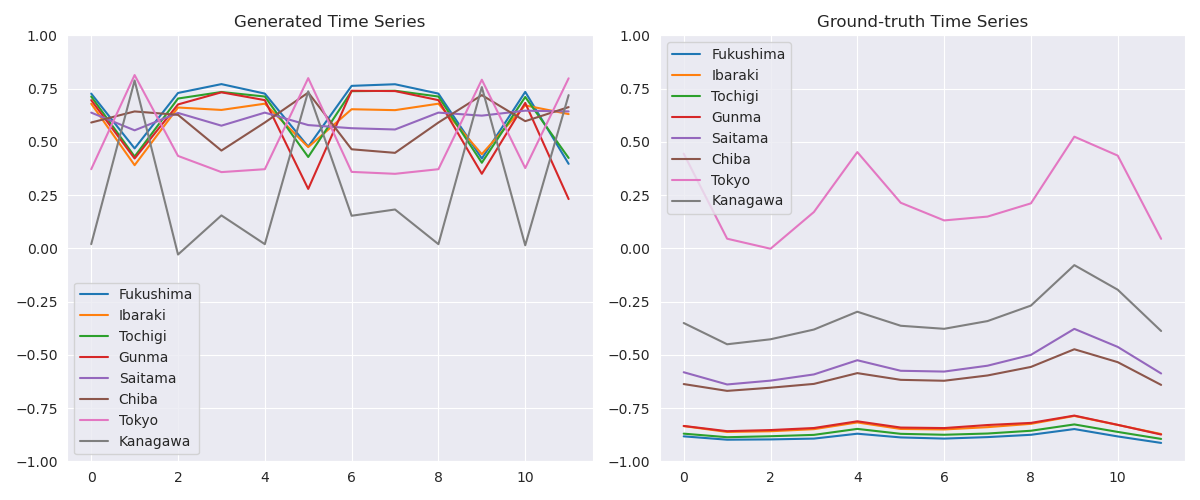 Generated Time Series
1.00
0.75
0.50
0.25
0.00
−0.25
−0.50
−0.75
−1.00
Fukushima
Ibaraki
Tochigi
Gunma
Saitama
Chiba
Tokyo
Kanagawa
0 2 4 6 8 10
Ground-truth Time Series
1.00
0.75
0.50
0.25
0.00
−0.25
−0.50
−0.75
−1.00
Fukushima
Ibaraki
Tochigi
Gunma
Saitama
Chiba
Tokyo
Kanagawa
0 2 4 6 8 10